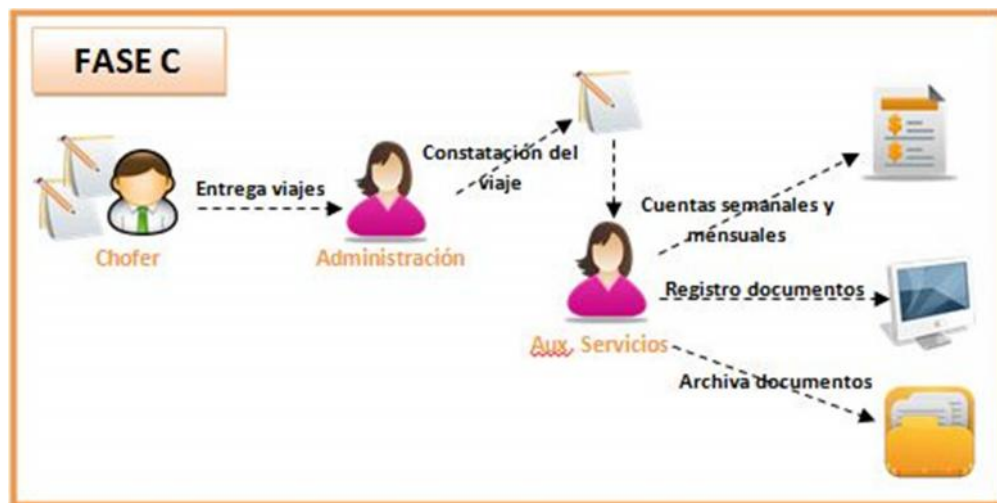 FASE C
Entrega viajes
Chofer
Administración
Constatación del
viaje
Cuentas semanales y
mensuales
Registro documentos
Aux. Servicios
Archiva documentos